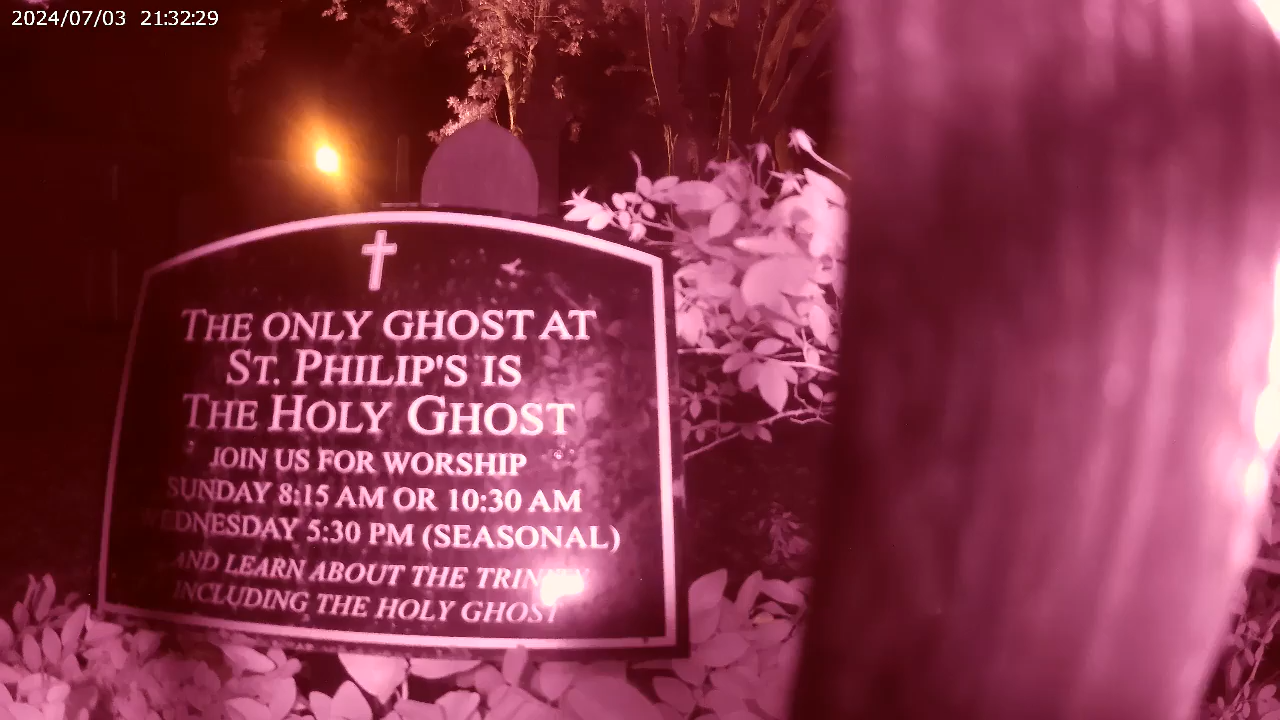 2024/07/03 21:32:29
THE ONLY GHOST AT
ST. PHILIP'S IS
THE HOLY GHOST
JOIN US FOR WORSHIP
SUNDAY 8:15 AM OR 10:30 AM
WEDNESDAY 5:30 PM (SEASONAL)
AND LEARN ABOUT THE TRINITY
INCLUDING THE HOLY GHOST